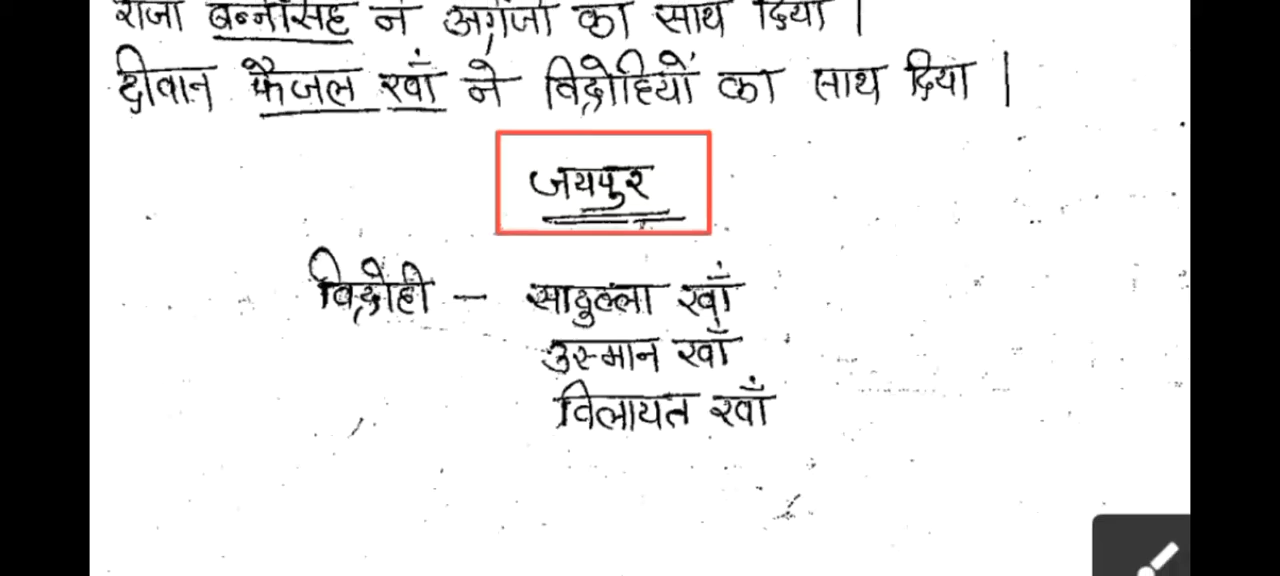 राजा बन्नीसिंह ने अंग्रेजों का साथ दिया |
दीवान फैजल खाँ ने विद्रोहियों का साथ दिया |
जयपुर
विद्रोही - सादुल्ला खाँ
उस्मान खाँ
विलायत खाँ